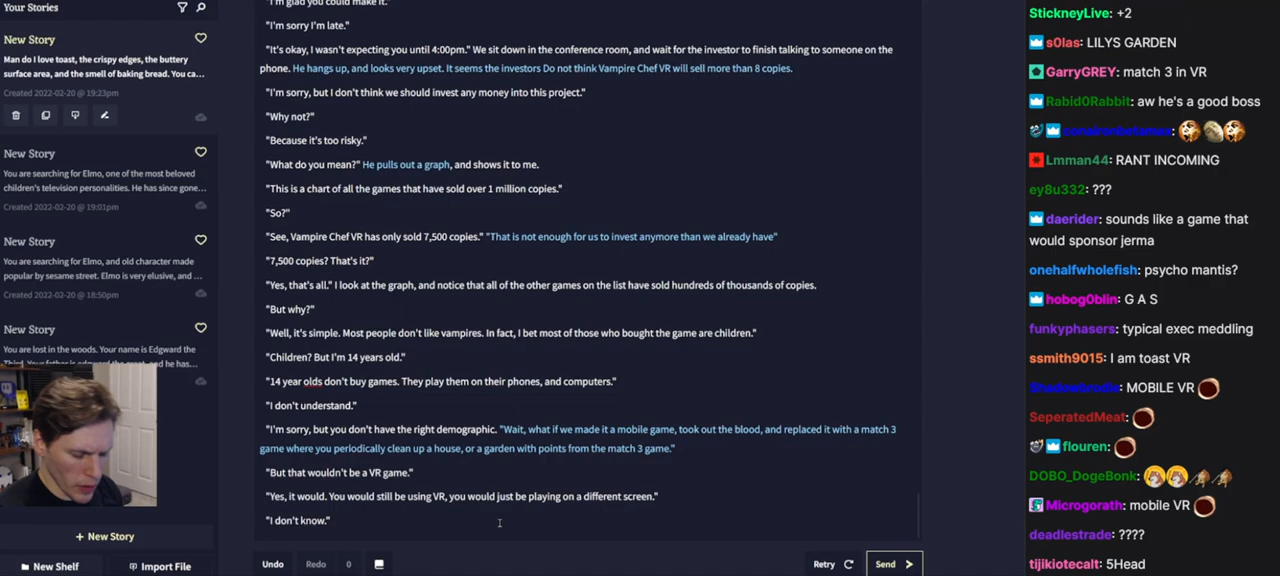 Your Stories
New Story
Man do I love toast, the crispy edges, the buttery
surface area, and the smell of baking bread. You ca...
Created 2022-02-20 @ 19:23pm
New Story
You are searching for Elmo, one of the most beloved
children's television personalities. He has since gone...
Created 2022-02-20 @ 19:01pm
New Story
You are searching for Elmo, and old character made
popular by sesame street. Elmo is very elusive, and ...
Created 2022-02-20 @ 18:50pm
New Story
You are lost in the woods. Your name is Edgward the
+ New Story
New Shelf
Import File
"I'm glad you could make it."
"I'm sorry I'm late."
"It's okay, I wasn't expecting you until 4:00pm." We sit down in the conference room, and wait for the investor to finish talking to someone on the
phone. He hangs up, and looks very upset. It seems the investors Do not think Vampire Chef VR will sell more than 8 copies.
"I'm sorry, but I don't think we should invest any money into this project."
"Why not?"
"Because it's too risky."
"What do you mean?" He pulls out a graph, and shows it to me.
"This is a chart of all the games that have sold over 1 million copies."
"So?"
"See, Vampire Chef VR has only sold 7,500 copies." "That is not enough for us to invest anymore than we already have"
"7,500 copies? That's it?"
"Yes, that's all." I look at the graph, and notice that all of the other games on the list have sold hundreds of thousands of copies.
"But why?"
"Well, it's simple. Most people don't like vampires. In fact, I bet most of those who bought the game are children."
"Children? But I'm 14 years old."
"14 year olds don't buy games. They play them on their phones, and computers."
"I don't understand."
"I'm sorry, but you don't have the right demographic. "Wait, what if we made it a mobile game, took out the blood, and replaced it with a match 3
game where you periodically clean up a house, or a garden with points from the match 3 game."
"But that wouldn't be a VR game."
"Yes, it would. You would still be using VR, you would just be playing on a different screen."
"I don't know."
Undo
Redo
0
Retry
Send
StickneyLive: +2
s0las: LILYS GARDEN
GarryGREY: match 3 in VR
Rabid0Rabbit: aw he's a good boss
Lmman44: RANT INCOMING
ey8u332: ???
daerider: sounds like a game that
would sponsor jerma
onehalfwholefish: psycho mantis?
hobog0blin: G A S
funkyphasers: typical exec meddling
ssmith9015: I am toast VR
Shadowbrodis: MOBILE VR
SeperatedMeat:
flouren:
DOBO_DogeBonk:
Microgorath: mobile VR
deadlestrade: ????
tijikiotecalt: 5Head